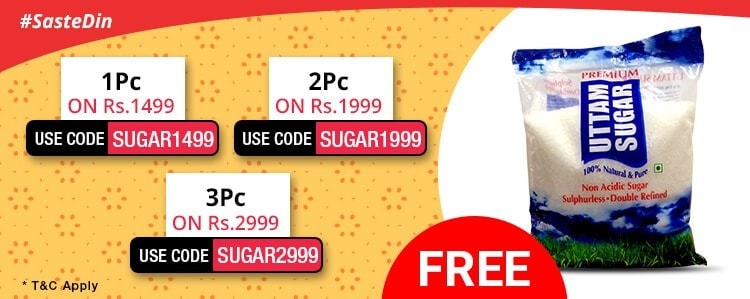 #SasteDin
1Pc
ON Rs.1499
USE CODE SUGAR1499
2Pc
ON Rs.1999
USE CODE SUGAR1999
3Pc
ON Rs.2999
USE CODE SUGAR2999
* T&C Apply
FREE
PREMIUM
UTTAM
SUGAR
100% Natural & Pure
Non Acidic Sugar
Sulphurless • Double Refined